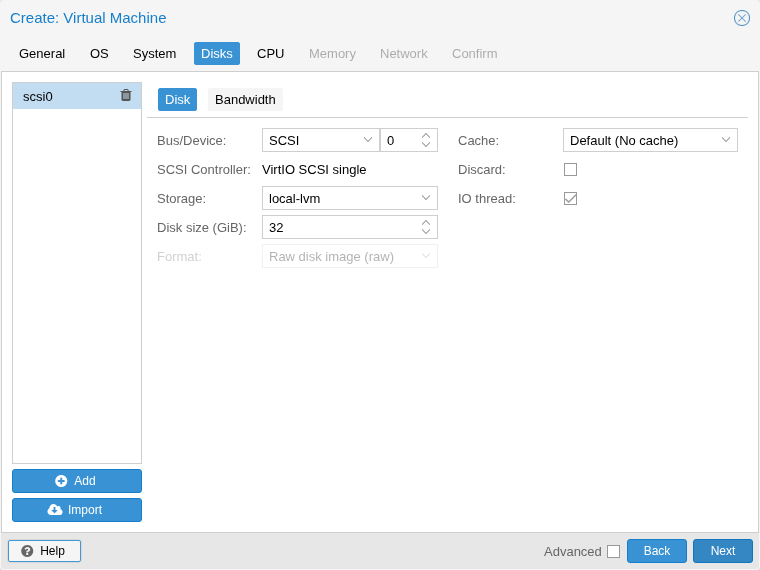 Create: Virtual Machine
General OS System Disks CPU Memory Network Confirm
scsi0
Disk Bandwidth
Bus/Device: SCSI 0 Cache: Default (No cache)
SCSI Controller: VirtIO SCSI single Discard:
Storage: local-lvm IO thread:
Disk size (GiB): 32
Format: Raw disk image (raw)
Add
Import
Help Advanced Back Next